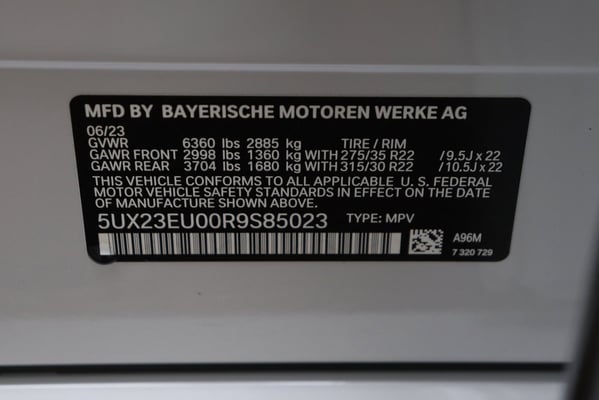 MFD BY BAYERISCHE MOTOREN WERKE AG
06/23
GVWR 6360 lbs 2885 kg TIRE / RIM
GAWR FRONT 2998 lbs 1360 kg WITH 275/35 R22 / 9.5J x 22
GAWR REAR 3704 lbs 1680 kg WITH 315/30 R22 / 10.5J x 22
THIS VEHICLE CONFORMS TO ALL APPLICABLE U. S. FEDERAL
MOTOR VEHICLE SAFETY STANDARDS IN EFFECT ON THE DATE
OF MANUFACTURE SHOWN ABOVE.
5UX23EU00R9S85023 TYPE: MPV
A96M
7 320 729